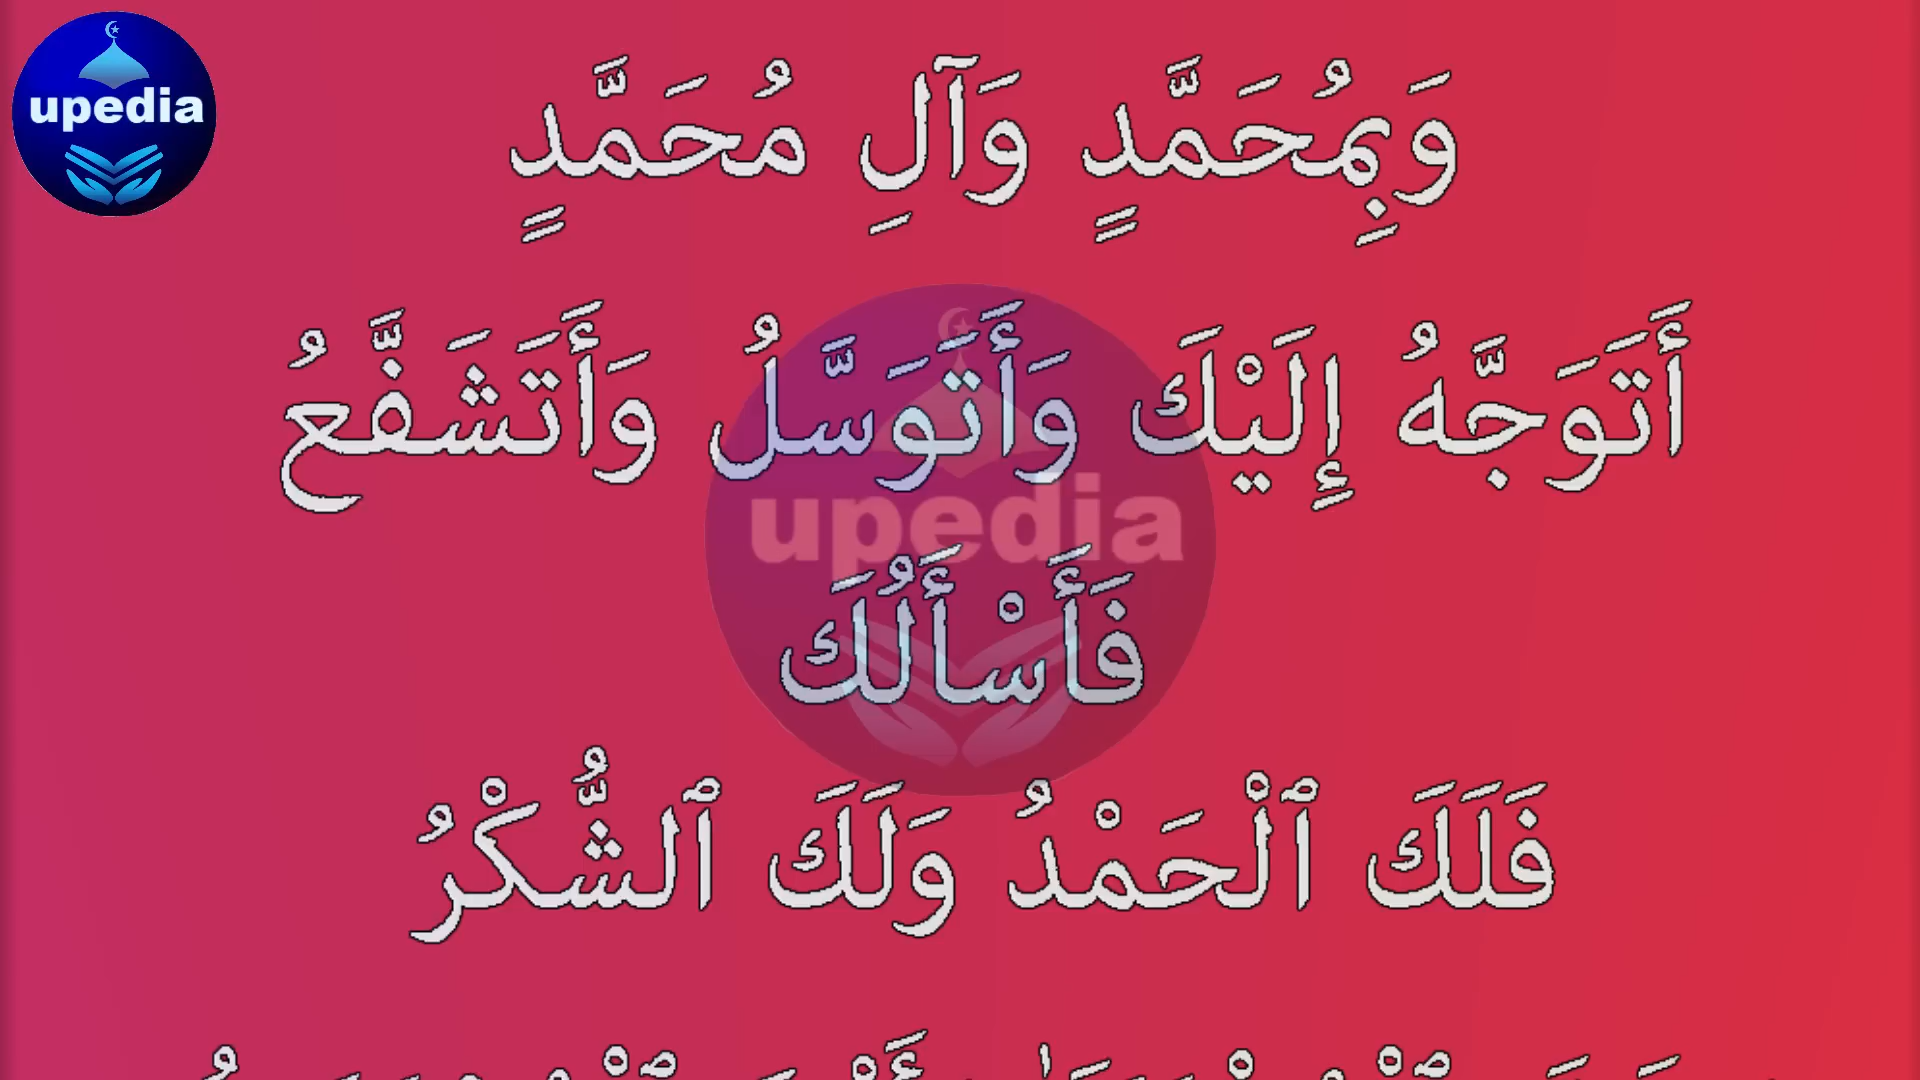 upedia
وَبِمُحَمَّدٍ وَآلِ مُحَمَّدٍ
أَتَوَجَّهُ إِلَيْكَ وَأَتَوَسَّلُ وَأَتَشَفَّعُ
upedia
فَأَسْأَلُكَ
فَلَكَ ٱلْحَمْدُ وَلَكَ ٱلشُّكْرُ